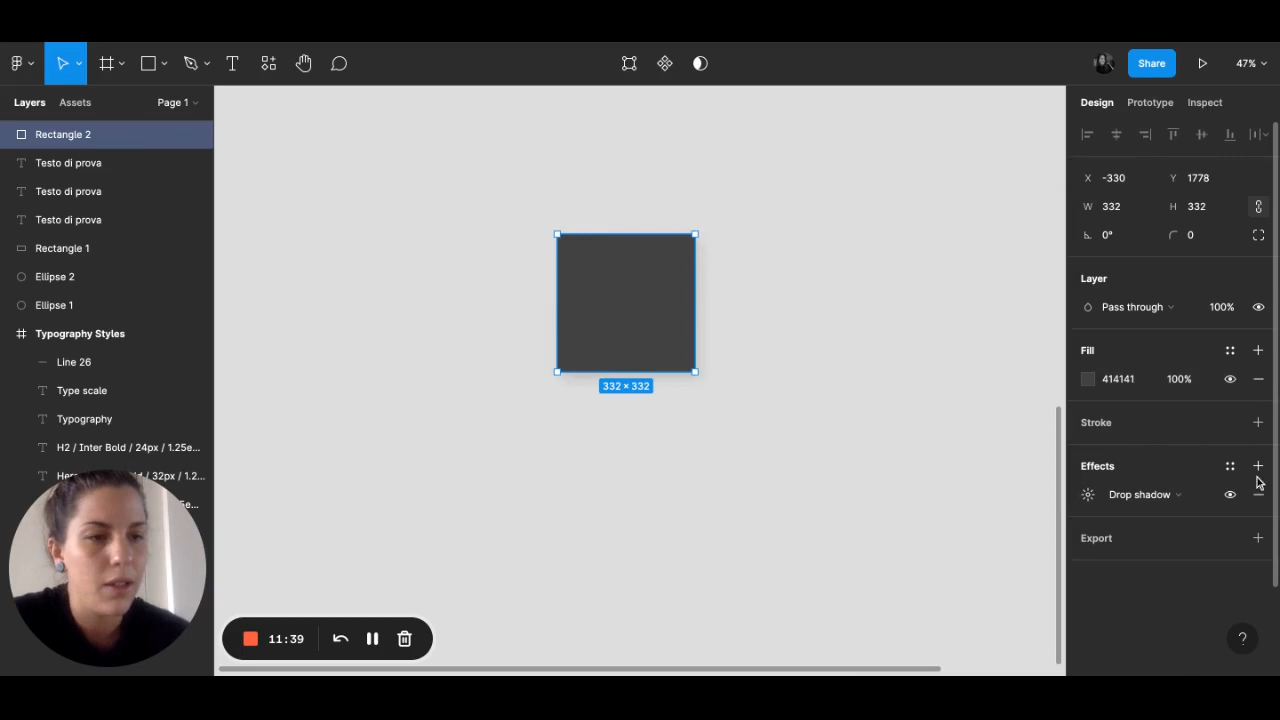 Share
47%
Layers
Assets
Page 1
Design
Prototype
Inspect
Rectangle 2
Testo di prova
Testo di prova
Testo di prova
Rectangle 1
Ellipse 2
Ellipse 1
Typography Styles
Line 26
Type scale
Typography
H2 / Inter Bold / 24px / 1.25e...
/ 32px / 1.2...
332 × 332
11:39
X -330 Y 1778
W 332 H 332
0° 0
Layer
Pass through 100%
Fill
414141 100%
Stroke
Effects
Drop shadow
Export
?